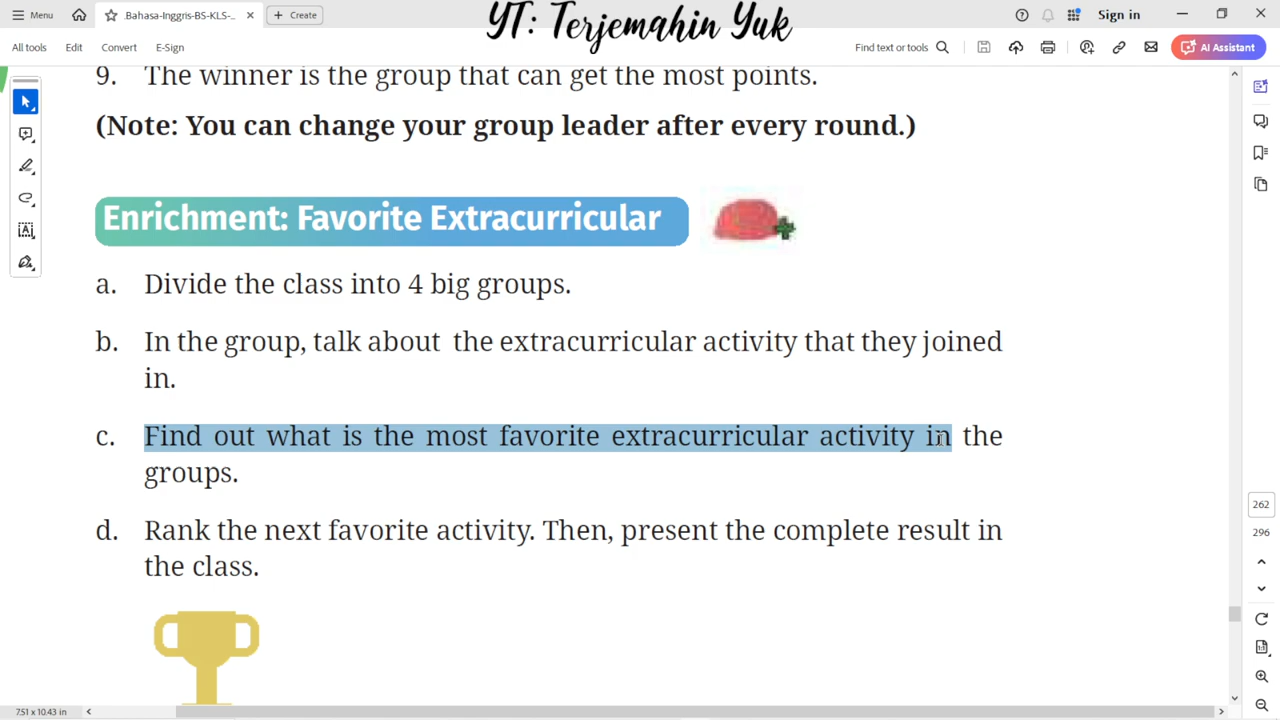 Menu
.Bahasa-Inggris-BS-KLS-...
Create
YT: Terjemahin Yuk
Sign in
All tools
Edit
Convert
E-Sign
Find text or tools
AI Assistant
9. The winner is the group that can get the most points.
(Note: You can change your group leader after every round.)
Enrichment: Favorite Extracurricular
a. Divide the class into 4 big groups.
b. In the group, talk about the extracurricular activity that they joined
in.
c. Find out what is the most favorite extracurricular activity in the
groups.
d. Rank the next favorite activity. Then, present the complete result in
the class.
262
296
7.51 x 10.43 in